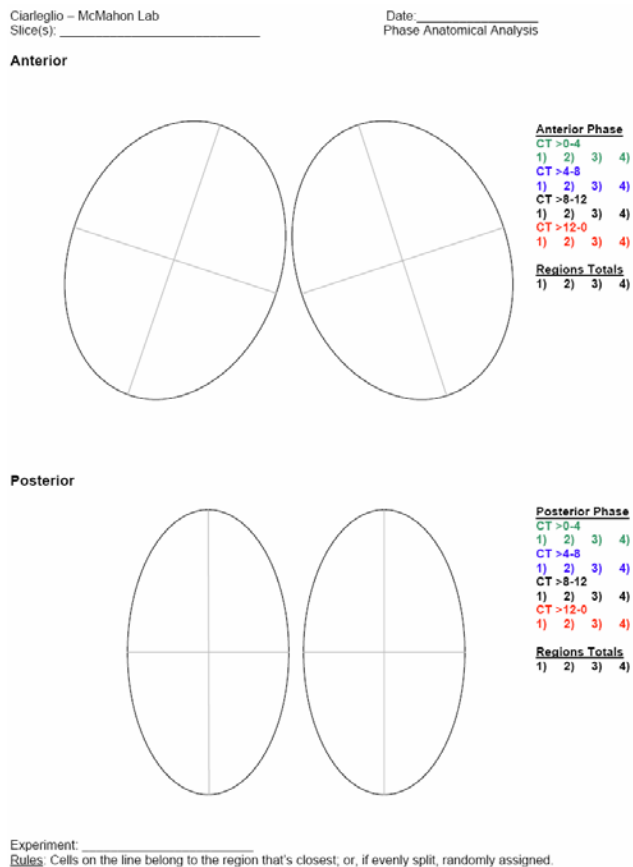 Ciarleglio – McMahon Lab Date:__________________
Slice(s): ______________________________ Phase Anatomical Analysis
Anterior
Anterior Phase
CT >0-4
1) 2) 3) 4)
CT >4-8
1) 2) 3) 4)
CT >8-12
1) 2) 3) 4)
CT >12-0
1) 2) 3) 4)
Regions Totals
1) 2) 3) 4)
Posterior
Posterior Phase
CT >0-4
1) 2) 3) 4)
CT >4-8
1) 2) 3) 4)
CT >8-12
1) 2) 3) 4)
CT >12-0
1) 2) 3) 4)
Regions Totals
1) 2) 3) 4)
Experiment: __________________________
Rules: Cells on the line belong to the region that's closest; or, if evenly split, randomly assigned.